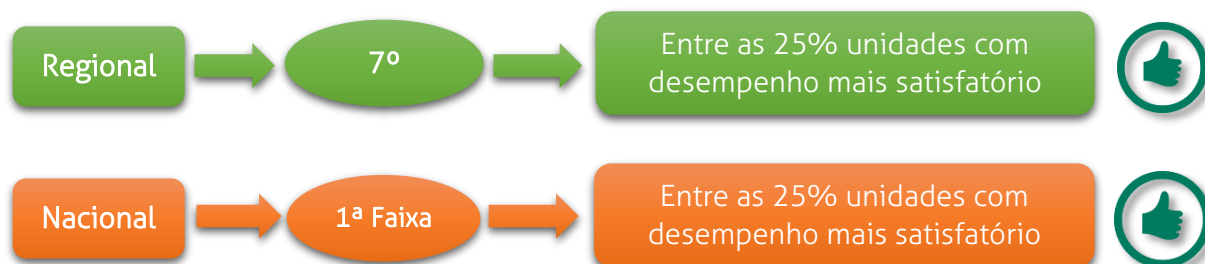 Regional
7º
Entre as 25% unidades com
desempenho mais satisfatório
Nacional
1ª Faixa
Entre as 25% unidades com
desempenho mais satisfatório